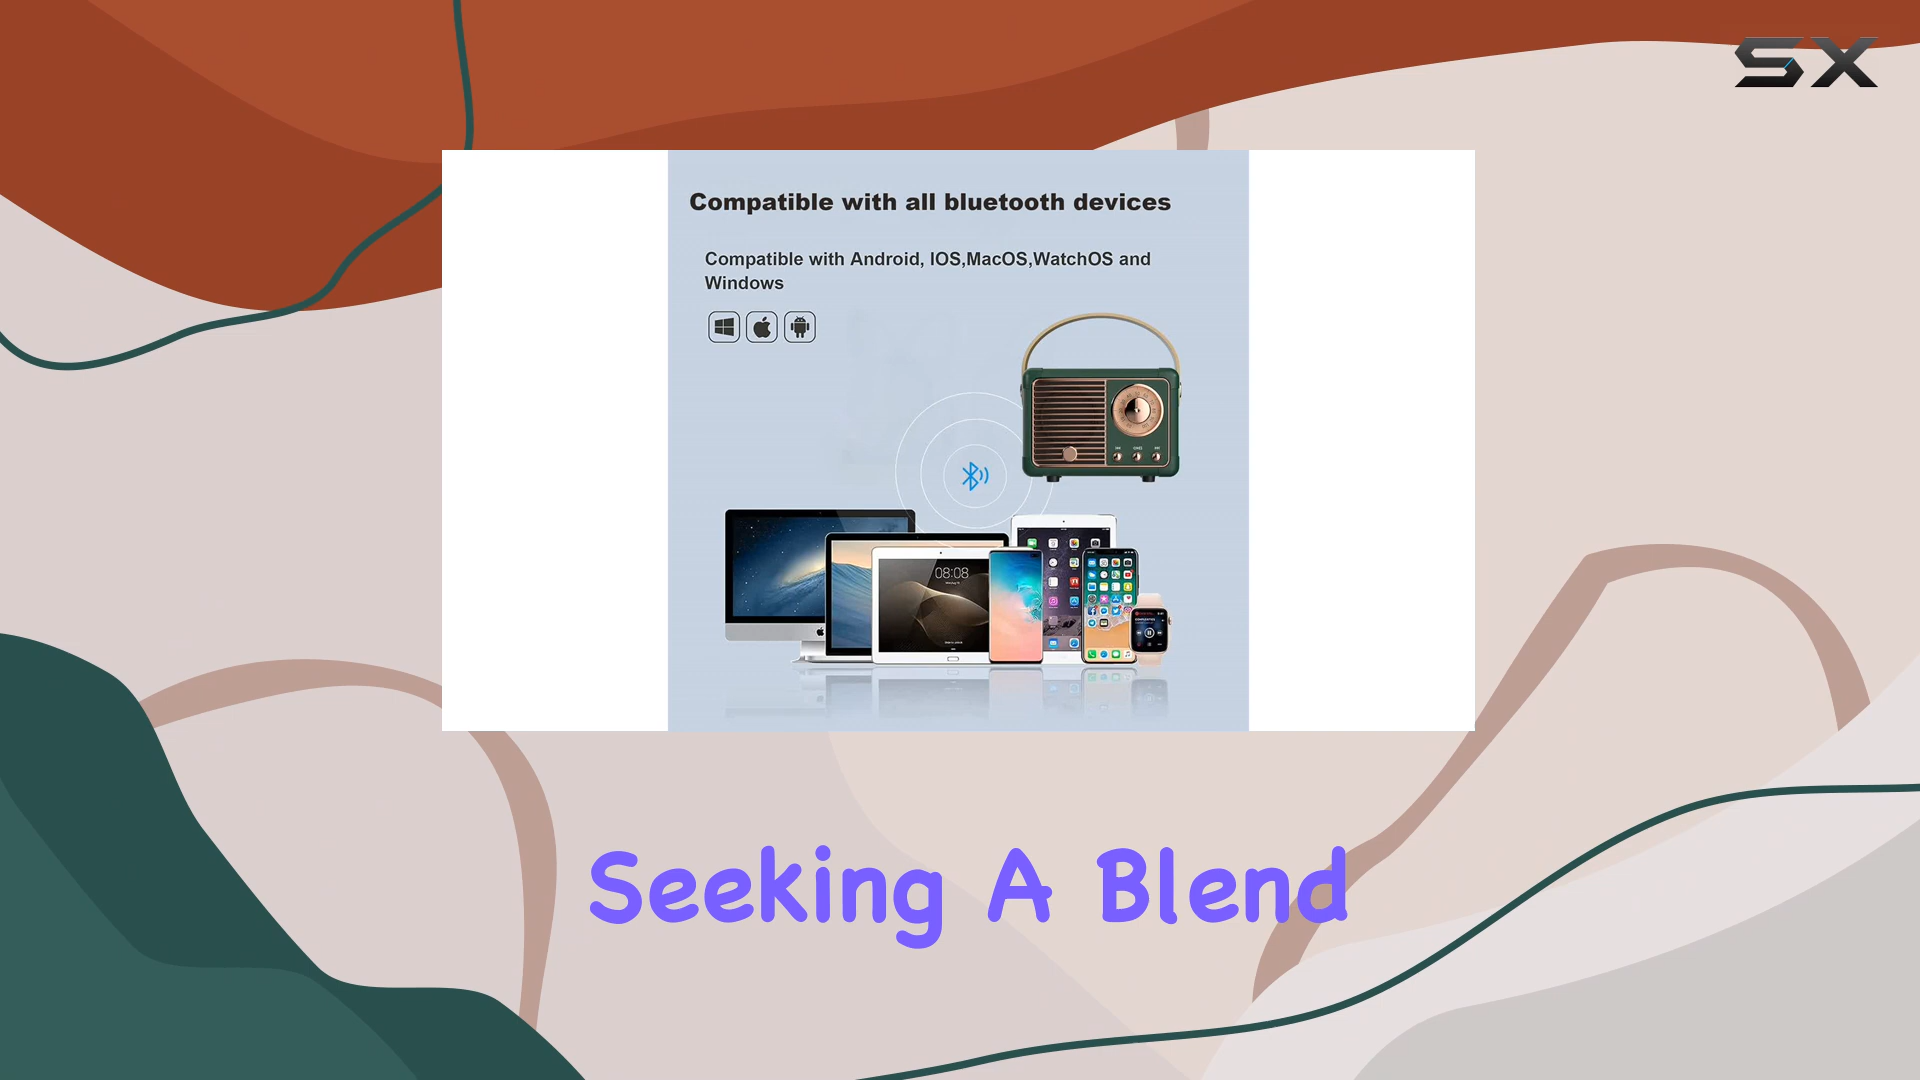 SX
Compatible with all bluetooth devices
Compatible with Android, IOS,MacOS,WatchOS and
Windows
08:08
Seeking A Blend